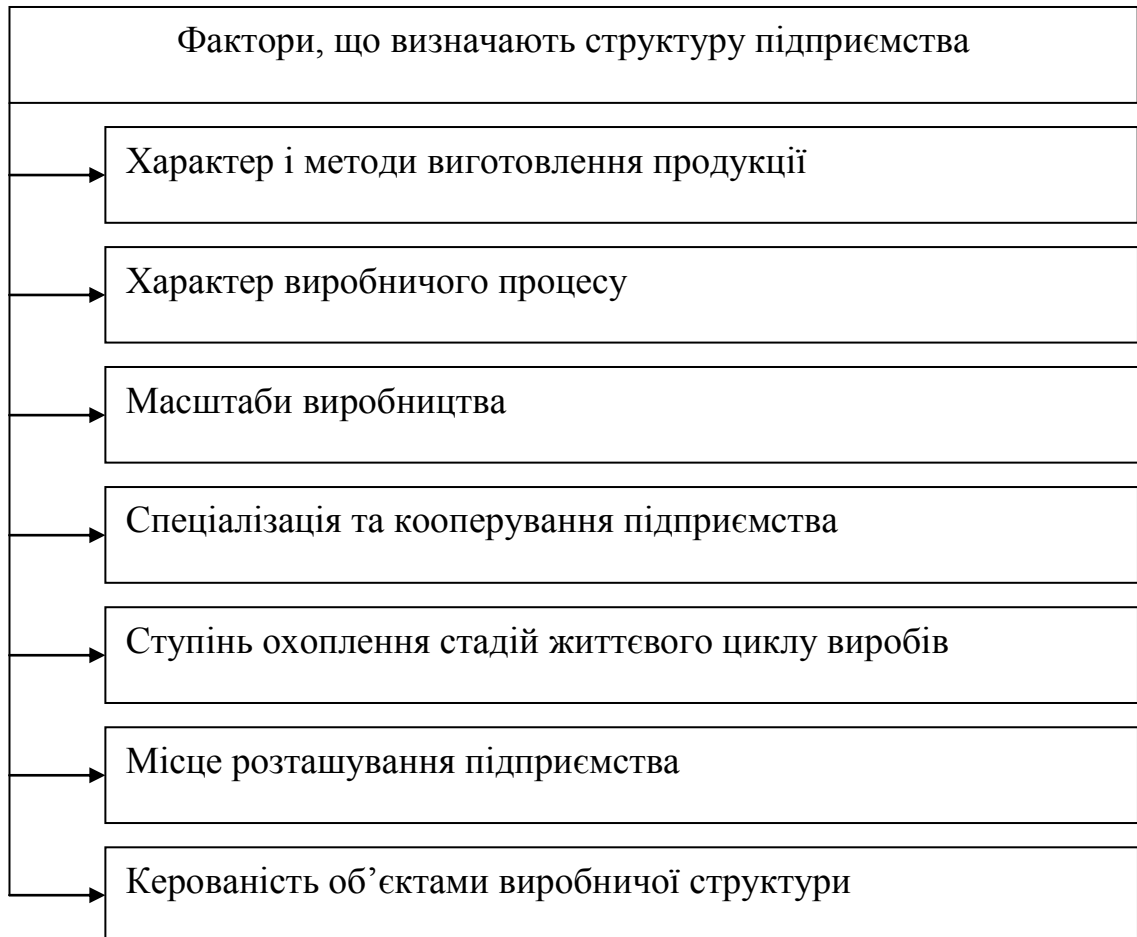 Фактори, що визначають структуру підприємства
Характер і методи виготовлення продукції
Характер виробничого процесу
Масштаби виробництва
Спеціалізація та кооперування підприємства
Ступінь охоплення стадій життєвого циклу виробів
Місце розташування підприємства
Керованість об’єктами виробничої структури